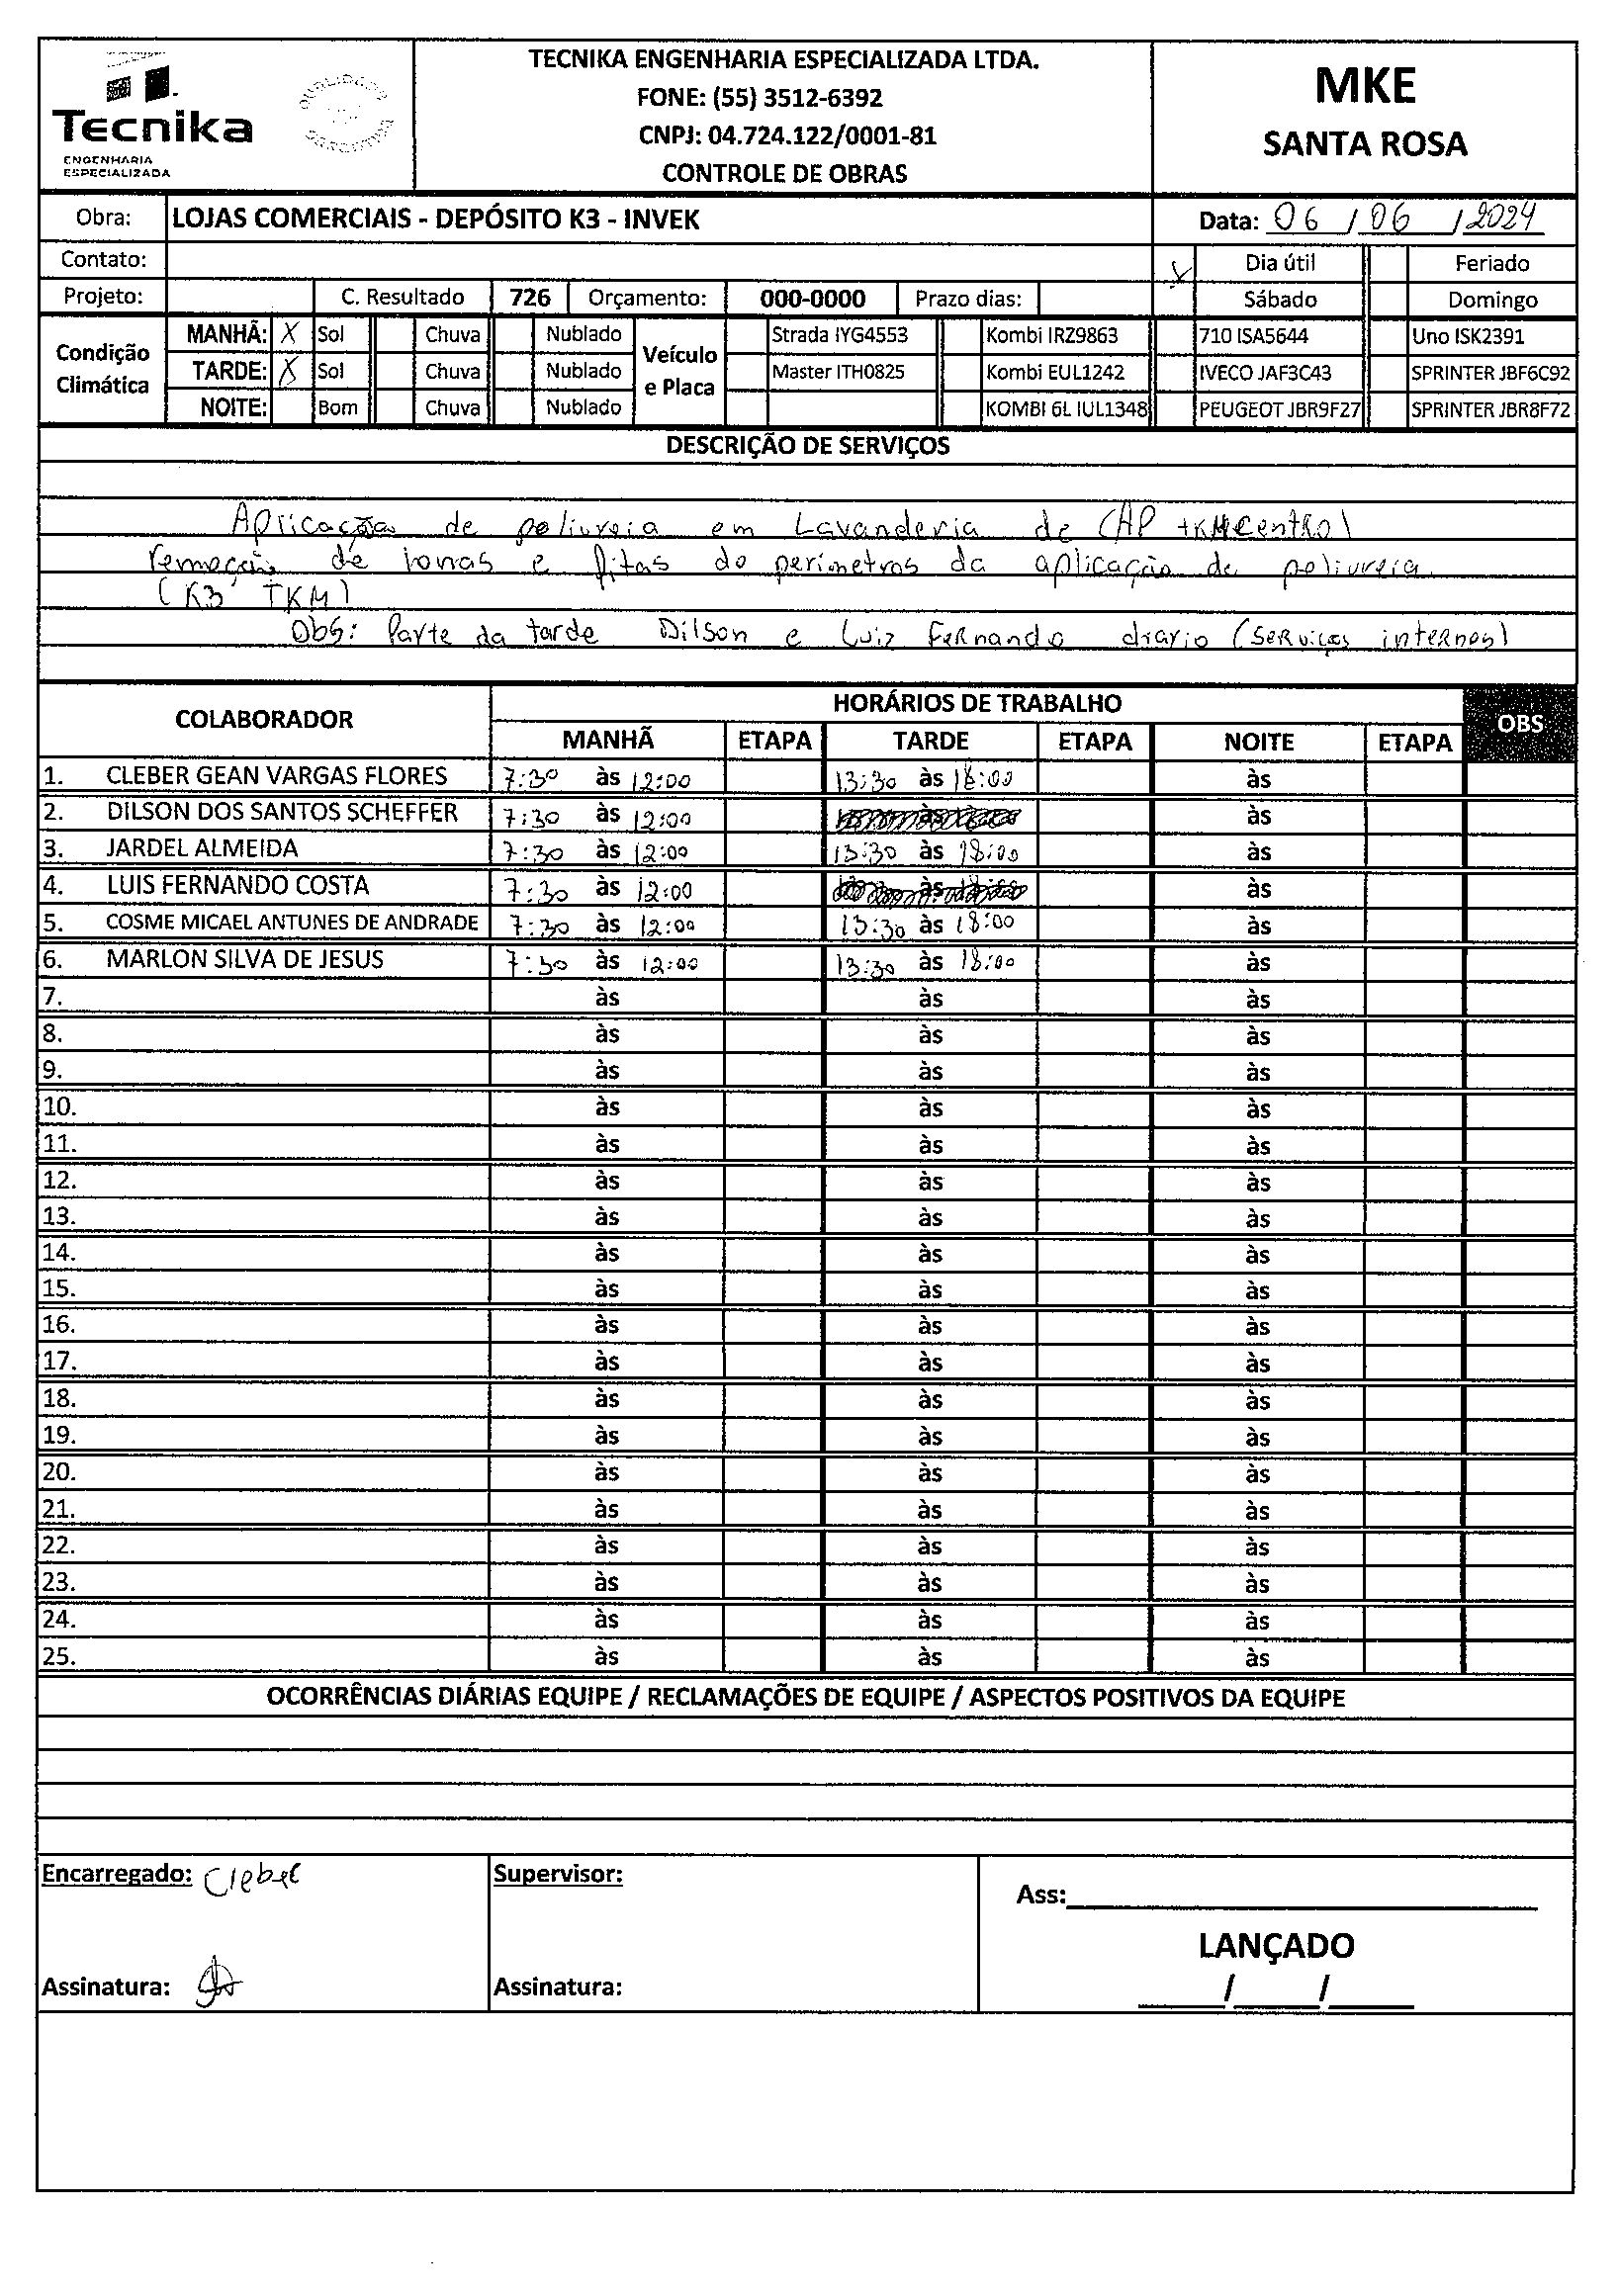 Tecnika
ENGENHARIA
ESPECIALIZADA
TECNIKA ENGENHARIA ESPECIALIZADA LTDA.
FONE: (55) 3512-6392
CNPJ: 04.724.122/0001-81
CONTROLE DE OBRAS
MKE
SANTA ROSA
Obra: LOJAS COMERCIAIS - DEPÓSITO K3 - INVEK Data: 06 / 06 / 2024
Contato: X Dia útil Feriado
Projeto: C. Resultado 726 Orçamento: 000-0000 Prazo dias: Sábado Domingo
Condição Climática
MANHÃ: X Sol Chuva Nublado
TARDE: X Sol Chuva Nublado
NOITE: Bom Chuva Nublado
Veículo e Placa
Strada IYG4553 Kombi IRZ9863 710 ISA5644 Uno ISK2391
Master ITH0825 Kombi EUL1242 IVECO JAF3C43 SPRINTER JBF6C92
KOMBI 6L IUL1348 PEUGEOT JBR9F27 SPRINTER JBR8F72
DESCRIÇÃO DE SERVIÇOS
Aplicação de poliureia em Lavanderia de (AP TKM centro)
remoção de lonas e fitas do perimetros da aplicação de poliureia
(K3 TKM)
Obs: Parte da tarde Dilson e Luiz Fernando diario (serviços internos)
COLABORADOR HORÁRIOS DE TRABALHO OBS
MANHÃ ETAPA TARDE ETAPA NOITE ETAPA
1. CLEBER GEAN VARGAS FLORES 7:30 às 12:00 13:30 às 18:00 às
2. DILSON DOS SANTOS SCHEFFER 7:30 às 12:00 às às
3. JARDEL ALMEIDA 7:30 às 12:00 13:30 às 18:00 às
4. LUIS FERNANDO COSTA 7:30 às 12:00 às às
5. COSME MICAEL ANTUNES DE ANDRADE 7:30 às 12:00 13:30 às 18:00 às
6. MARLON SILVA DE JESUS 7:30 às 12:00 13:30 às 18:00 às
7. às às às
8. às às às
9. às às às
10. às às às
11. às às às
12. às às às
13. às às às
14. às às às
15. às às às
16. às às às
17. às às às
18. às às às
19. às às às
20. às às às
21. às às às
22. às às às
23. às às às
24. às às às
25. às às às
OCORRÊNCIAS DIÁRIAS EQUIPE / RECLAMAÇÕES DE EQUIPE / ASPECTOS POSITIVOS DA EQUIPE
Encarregado: Cleber Supervisor: Ass:
LANÇADO
Assinatura: Assinatura: / /